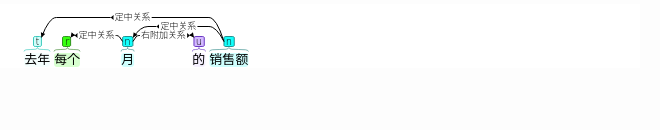 定中关系
定中关系
定中关系 右附加关系
t r n u n
去年 每个 月 的 销售额